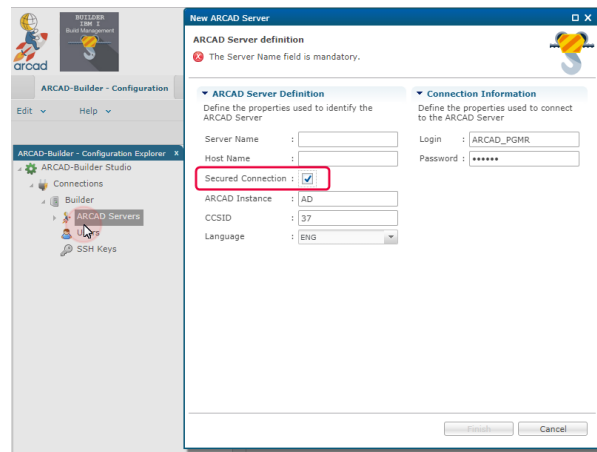 BUILDER
IBM I
Build Management
arcad
ARCAD-Builder - Configuration
Edit
Help
ARCAD-Builder - Configuration Explorer x
ARCAD-Builder Studio
Connections
Builder
ARCAD Servers
Users
SSH Keys
New ARCAD Server
ARCAD Server definition
The Server Name field is mandatory.
ARCAD Server Definition
Define the properties used to identify the
ARCAD Server
Server Name :
Host Name :
Secured Connection :
ARCAD Instance : AD
CCSID : 37
Language : ENG
Connection Information
Define the properties used to connect
to the ARCAD Server
Login : ARCAD_PGMR
Password : ••••••
Finish
Cancel